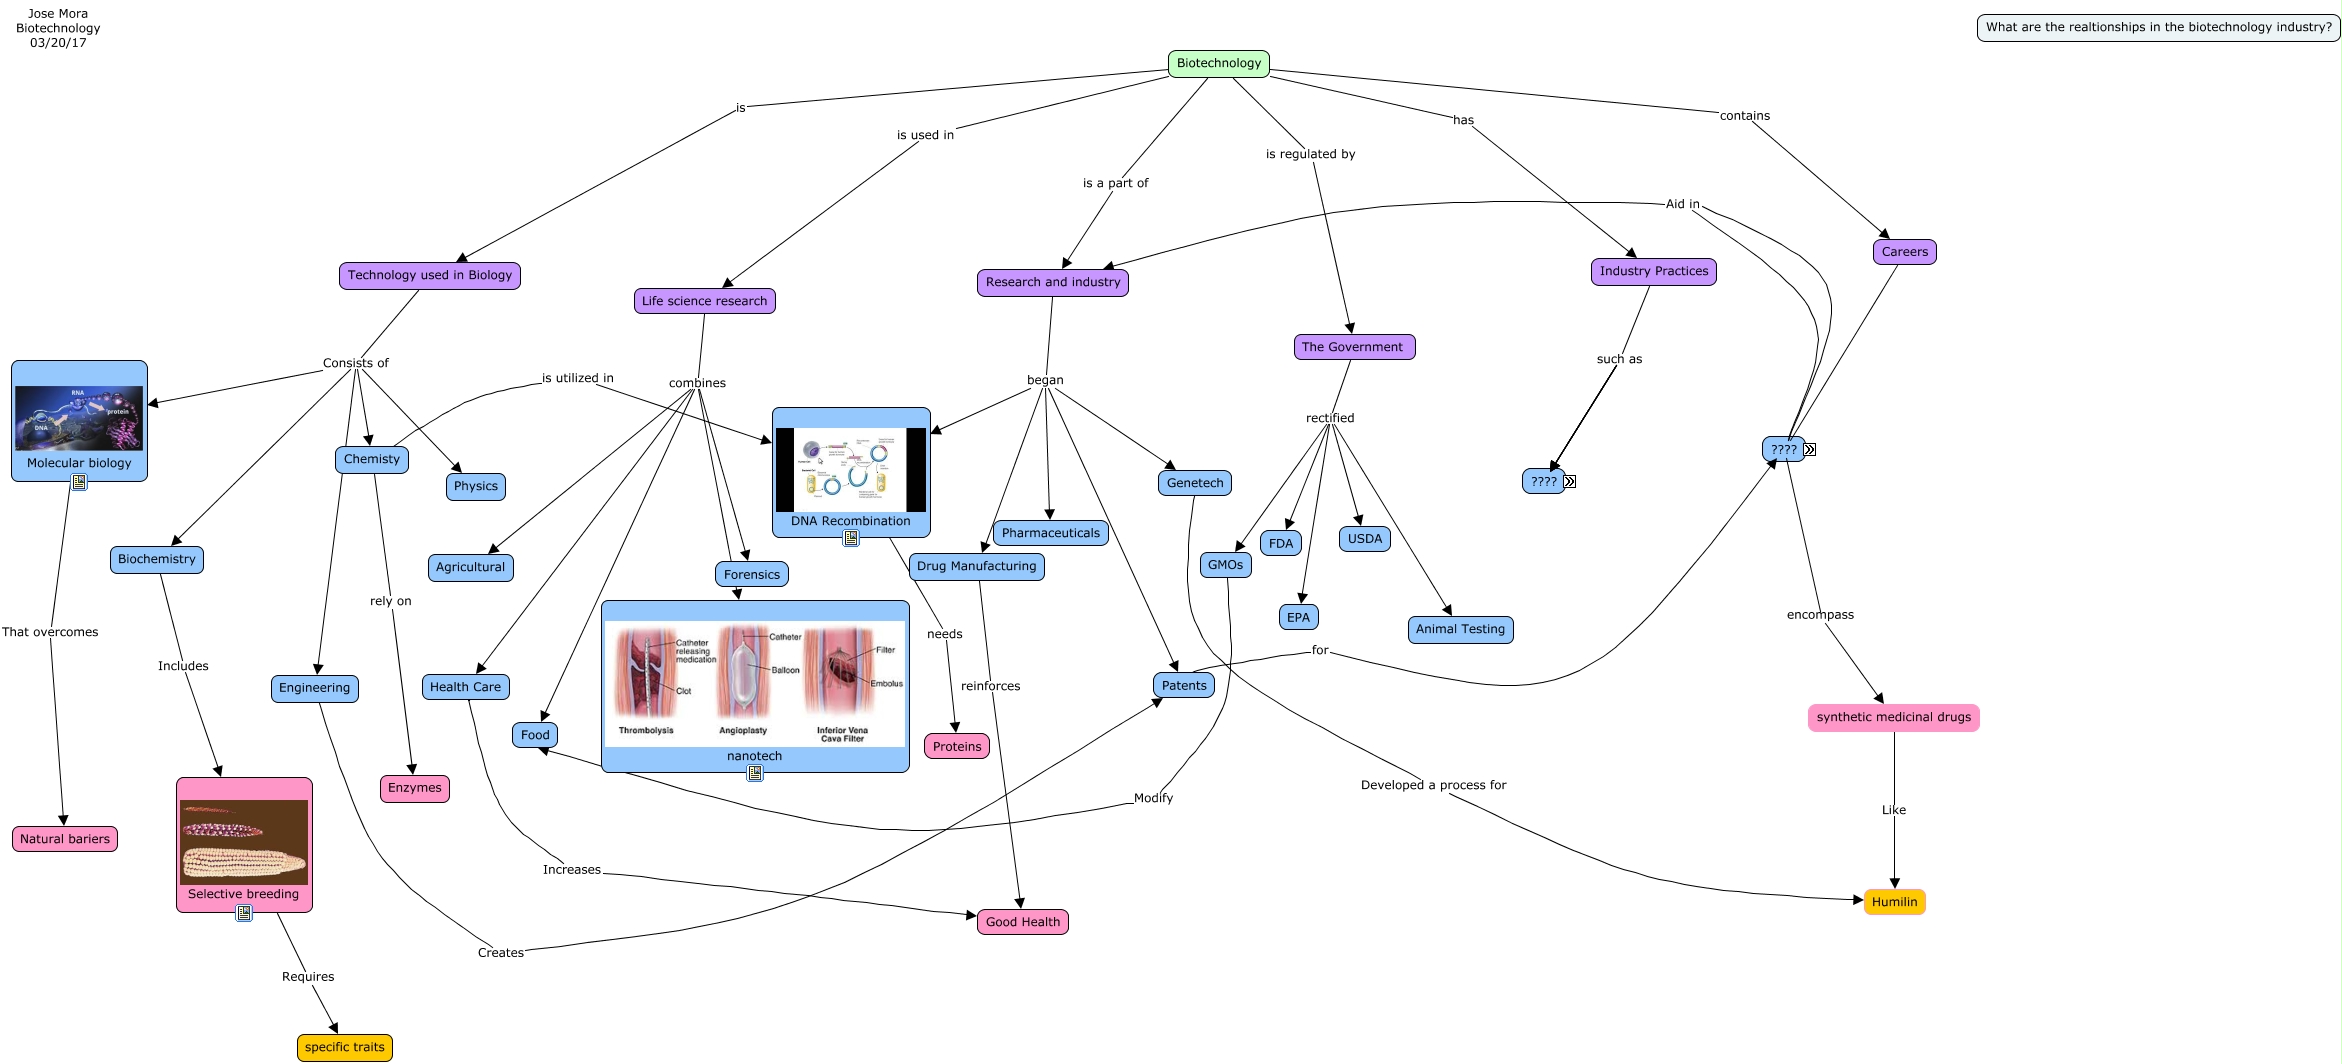 Jose Mora
Biotechnology
03/20/17
What are the realtionships in the biotechnology industry?
Biotechnology
is
is used in
is a part of
is regulated by
has
contains
Aid in
Technology used in Biology
Life science research
Research and industry
The Government
Industry Practices
Careers
Consists of
is utilized in
combines
began
rectified
such as
RNA
protein
DNA
Molecular biology
Chemisty
Physics
DNA Recombination
Genetech
????
????
Biochemistry
Agricultural
Forensics
Pharmaceuticals
Drug Manufacturing
GMOs
FDA
USDA
EPA
Animal Testing
That overcomes
Includes
rely on
needs
reinforces
for
encompass
Engineering
Health Care
Food
Catheter
releasing
medication
Clot
Thrombolysis
Catheter
Balloon
Angioplasty
Filter
Embolus
Inferior Vena
Cava Filter
nanotech
Proteins
Patents
synthetic medicinal drugs
Enzymes
Modify
Developed a process for
Like
Natural bariers
Selective breeding
Increases
Creates
Good Health
Humilin
Requires
specific traits